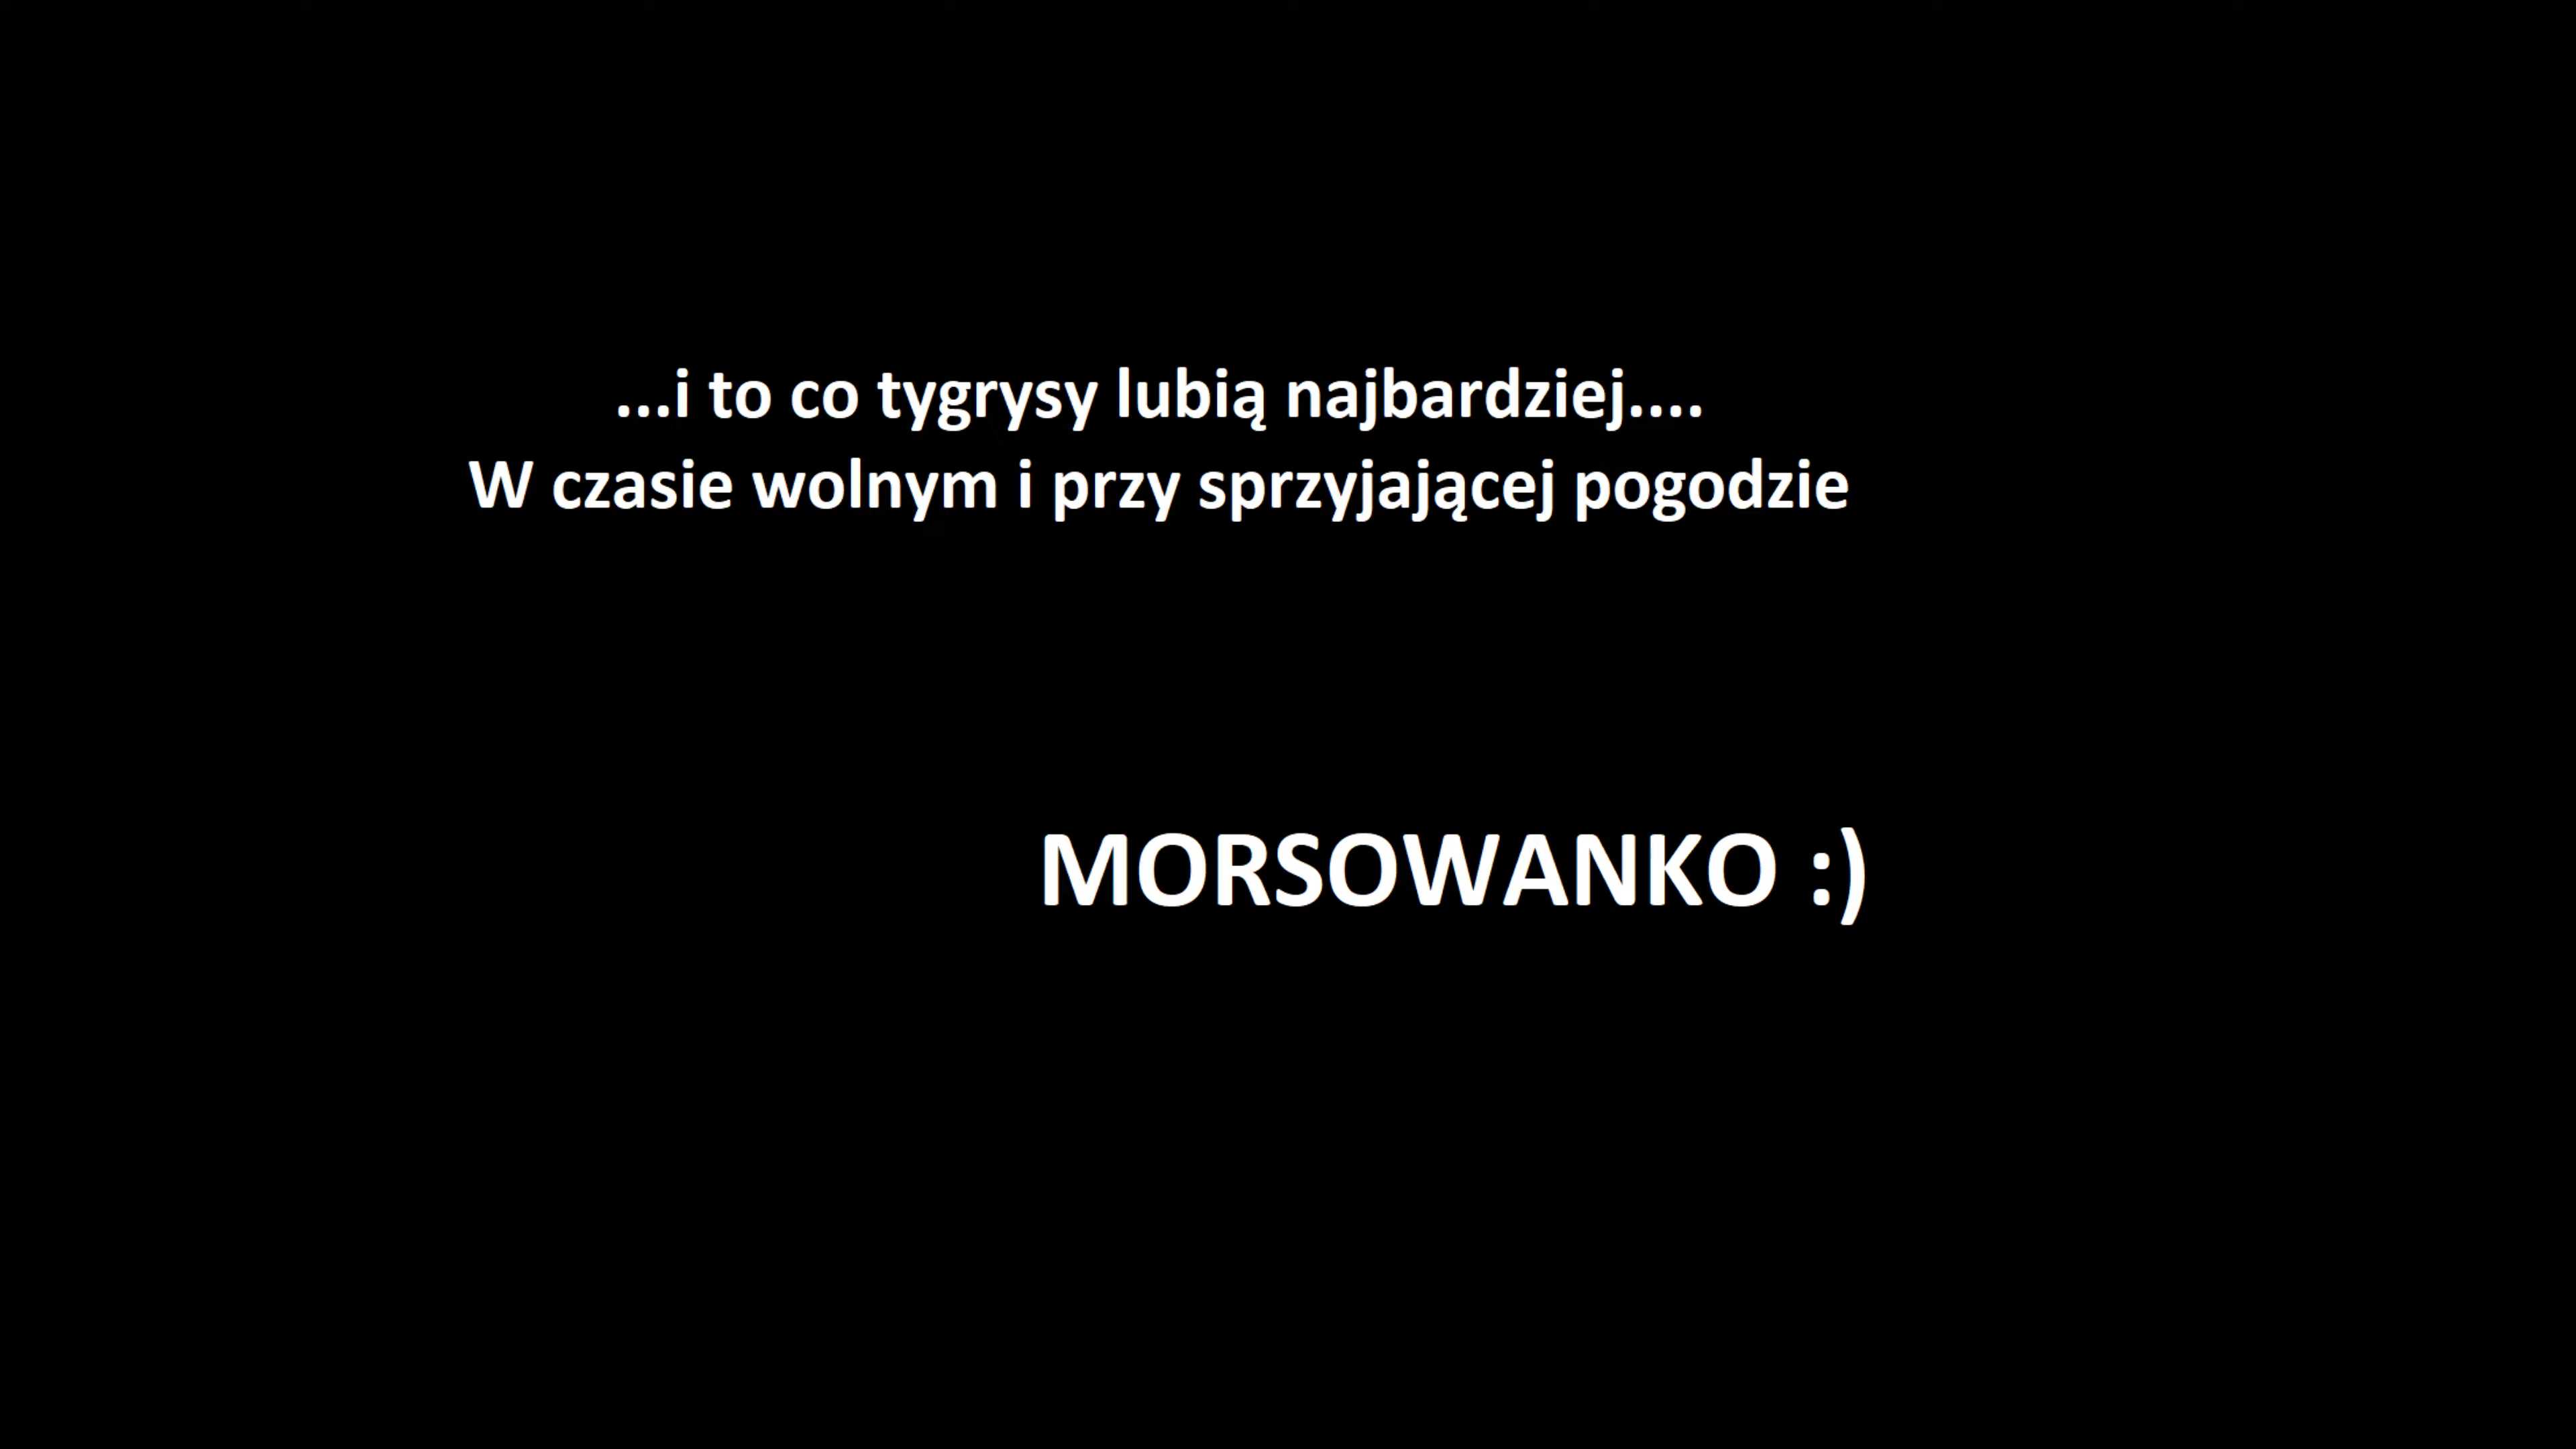 ...i to co tygrysy lubią najbardziej....
W czasie wolnym i przy sprzyjającej pogodzie
MORSOWANKO :)